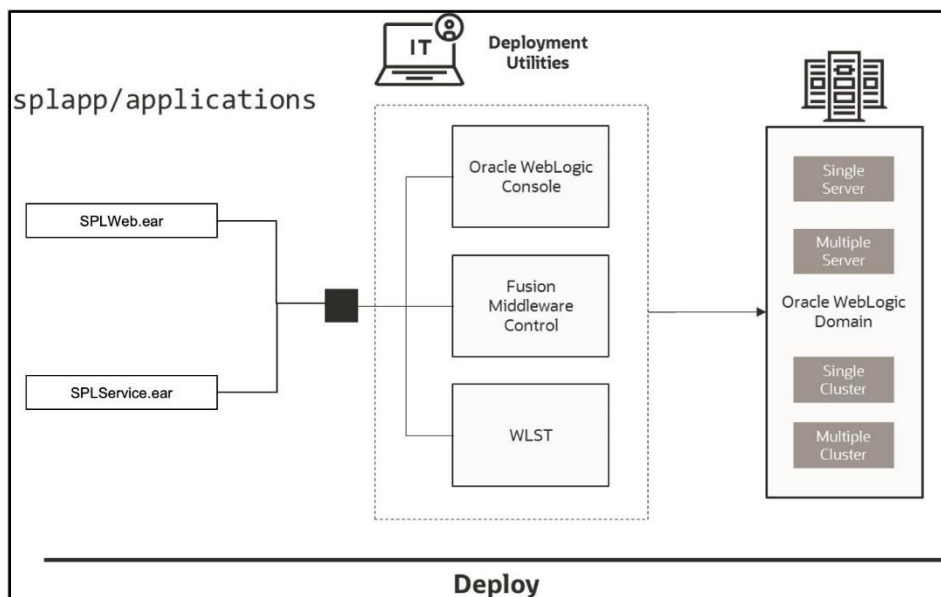 IT
Deployment
Utilities
splapp/applications
SPLWeb.ear
SPLService.ear
Oracle WebLogic
Console
Fusion
Middleware
Control
WLST
Single
Server
Multiple
Server
Oracle WebLogic
Domain
Single
Cluster
Multiple
Cluster
Deploy